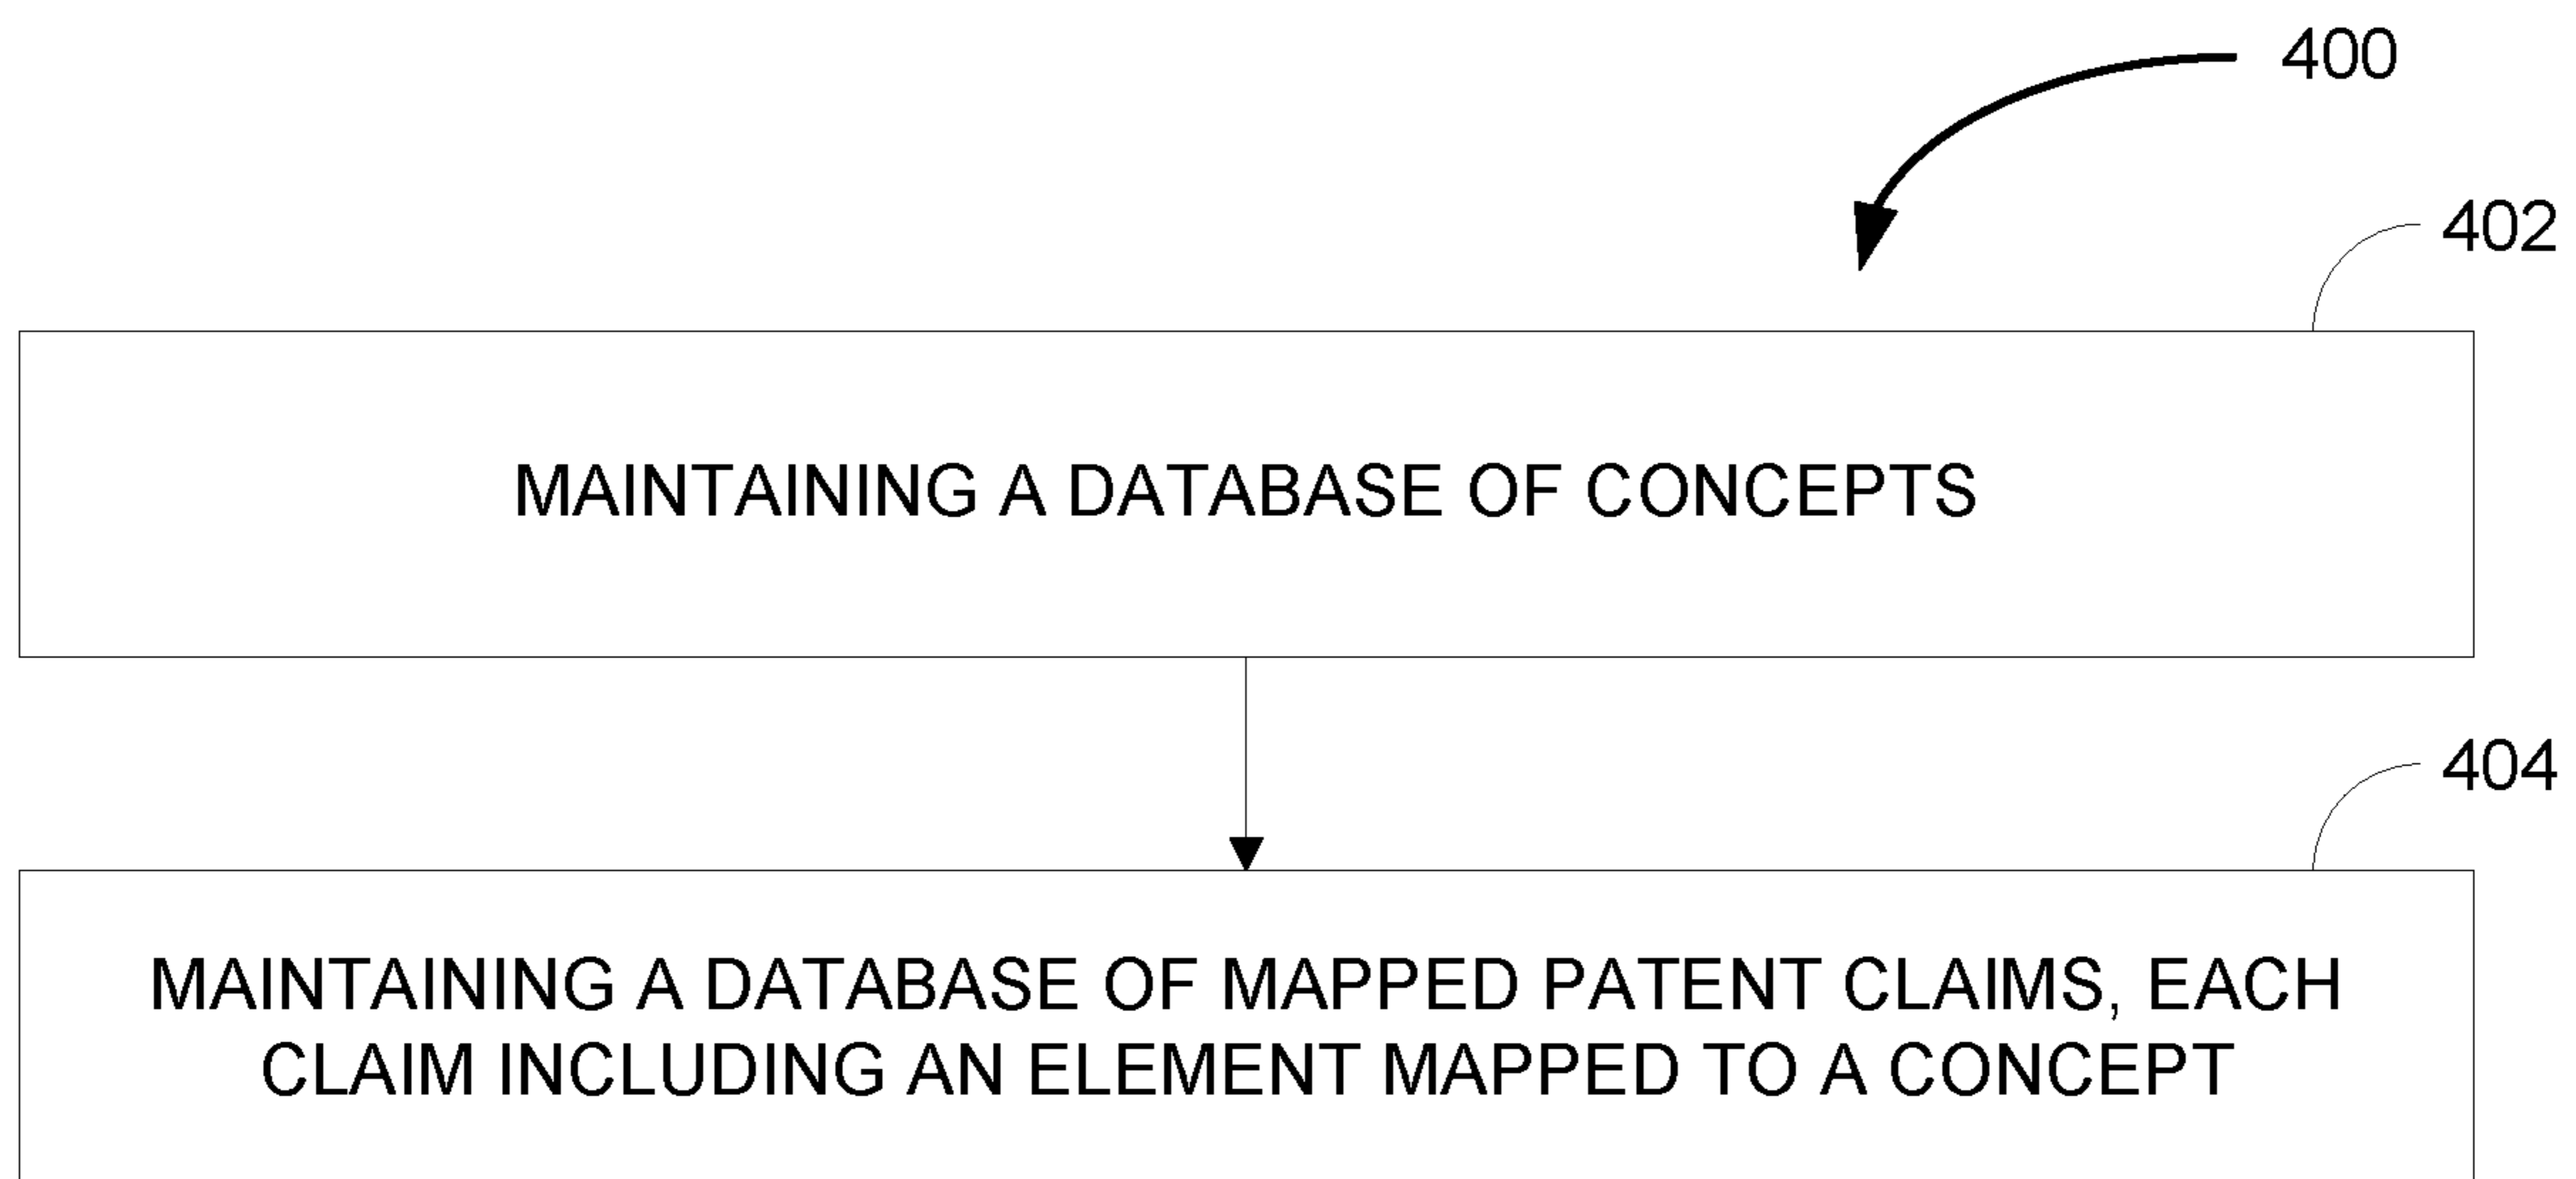 400
402
MAINTAINING A DATABASE OF CONCEPTS
404
MAINTAINING A DATABASE OF MAPPED PATENT CLAIMS, EACH
CLAIM INCLUDING AN ELEMENT MAPPED TO A CONCEPT